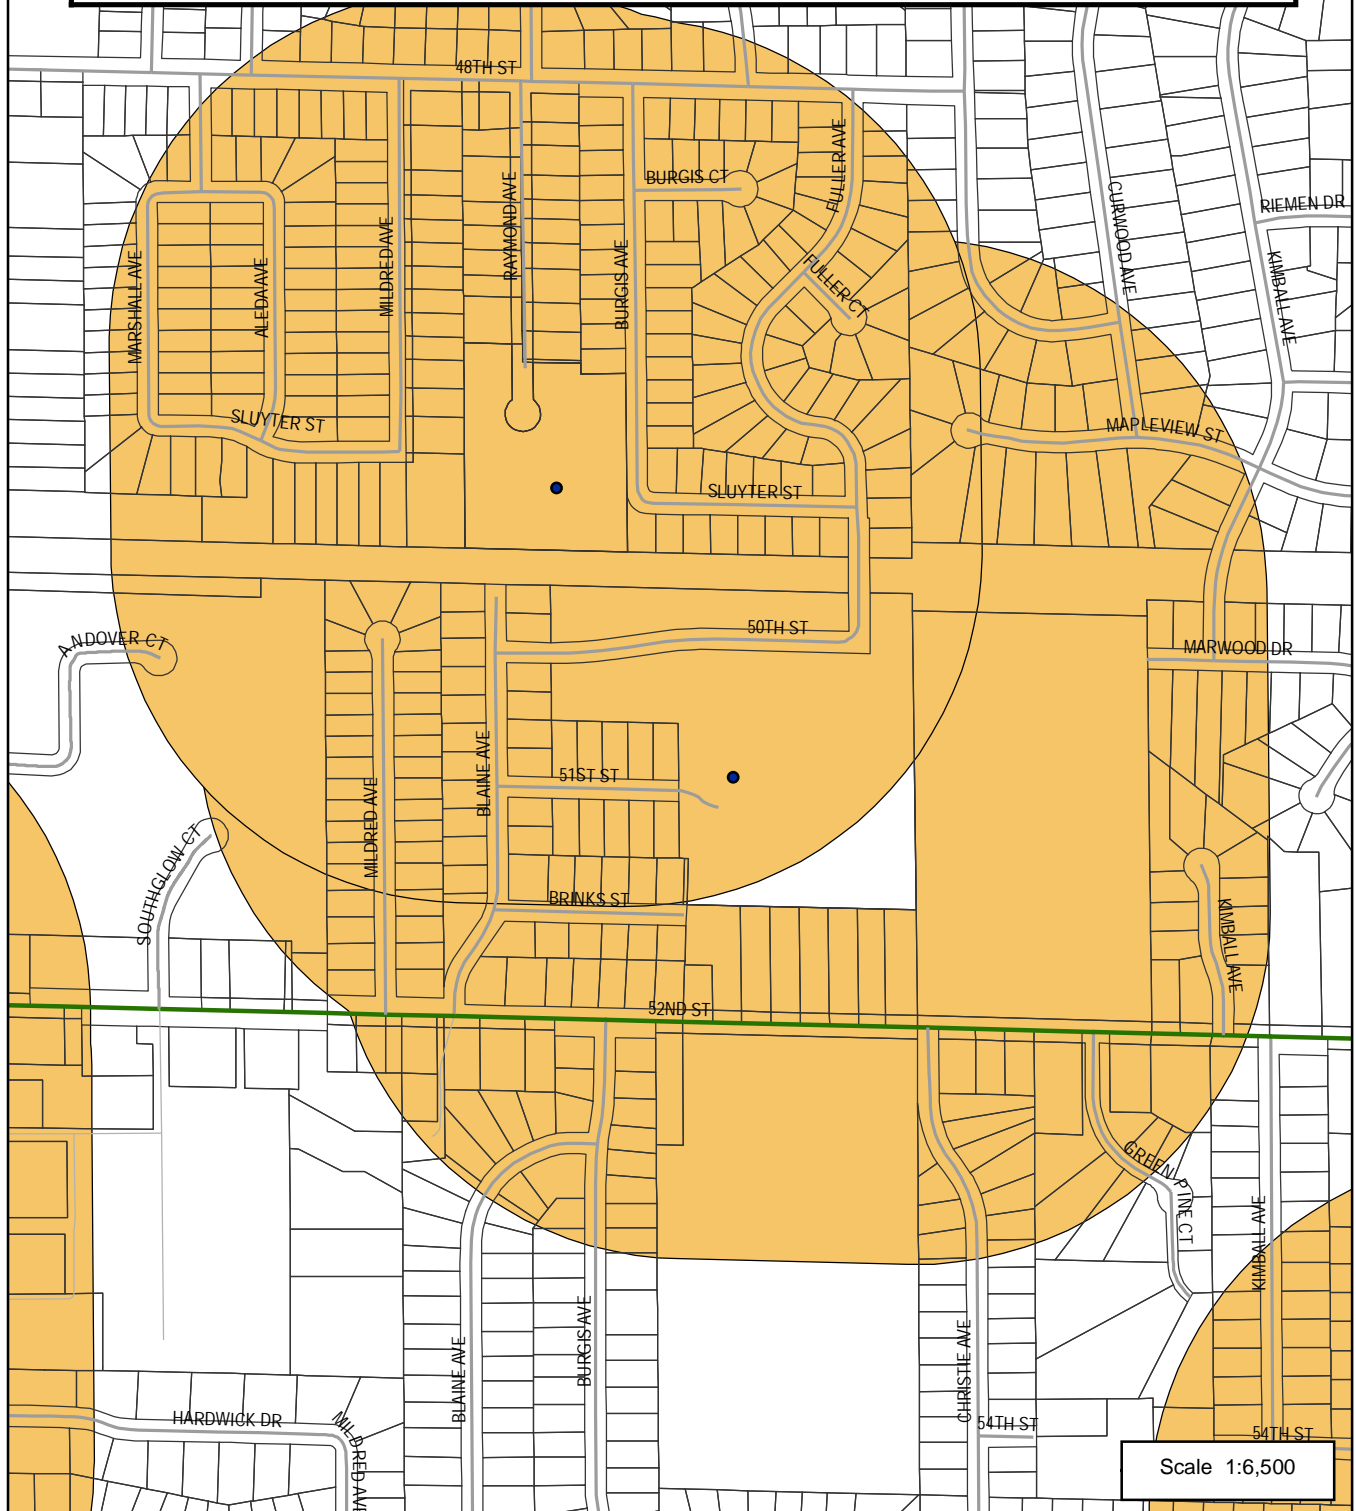 48TH ST
BURGIS CT
FULLER AVE
RAYMOND AVE
CURWOOD AVE
RIEMEN DR
MILDRED AVE
BURGIS AVE
MARSHALL AVE
ALEDA AVE
FULLER CT
KIMBALL AVE
SLUYTER ST
MAPLEVIEW ST
SLUYTER ST
ANDOVER CT
50TH ST
MARWOOD DR
BLAINE AVE
51ST ST
MILDRED AVE
SOUTHGLOW CT
BRINKS ST
KIMBALL AVE
52ND ST
GREEN PINE CT
KIMBALL AVE
BURGIS AVE
BLAINE AVE
CHRISTIE AVE
HARDWICK DR
MILDRED AVE
54TH ST
54TH ST
Scale 1:6,500